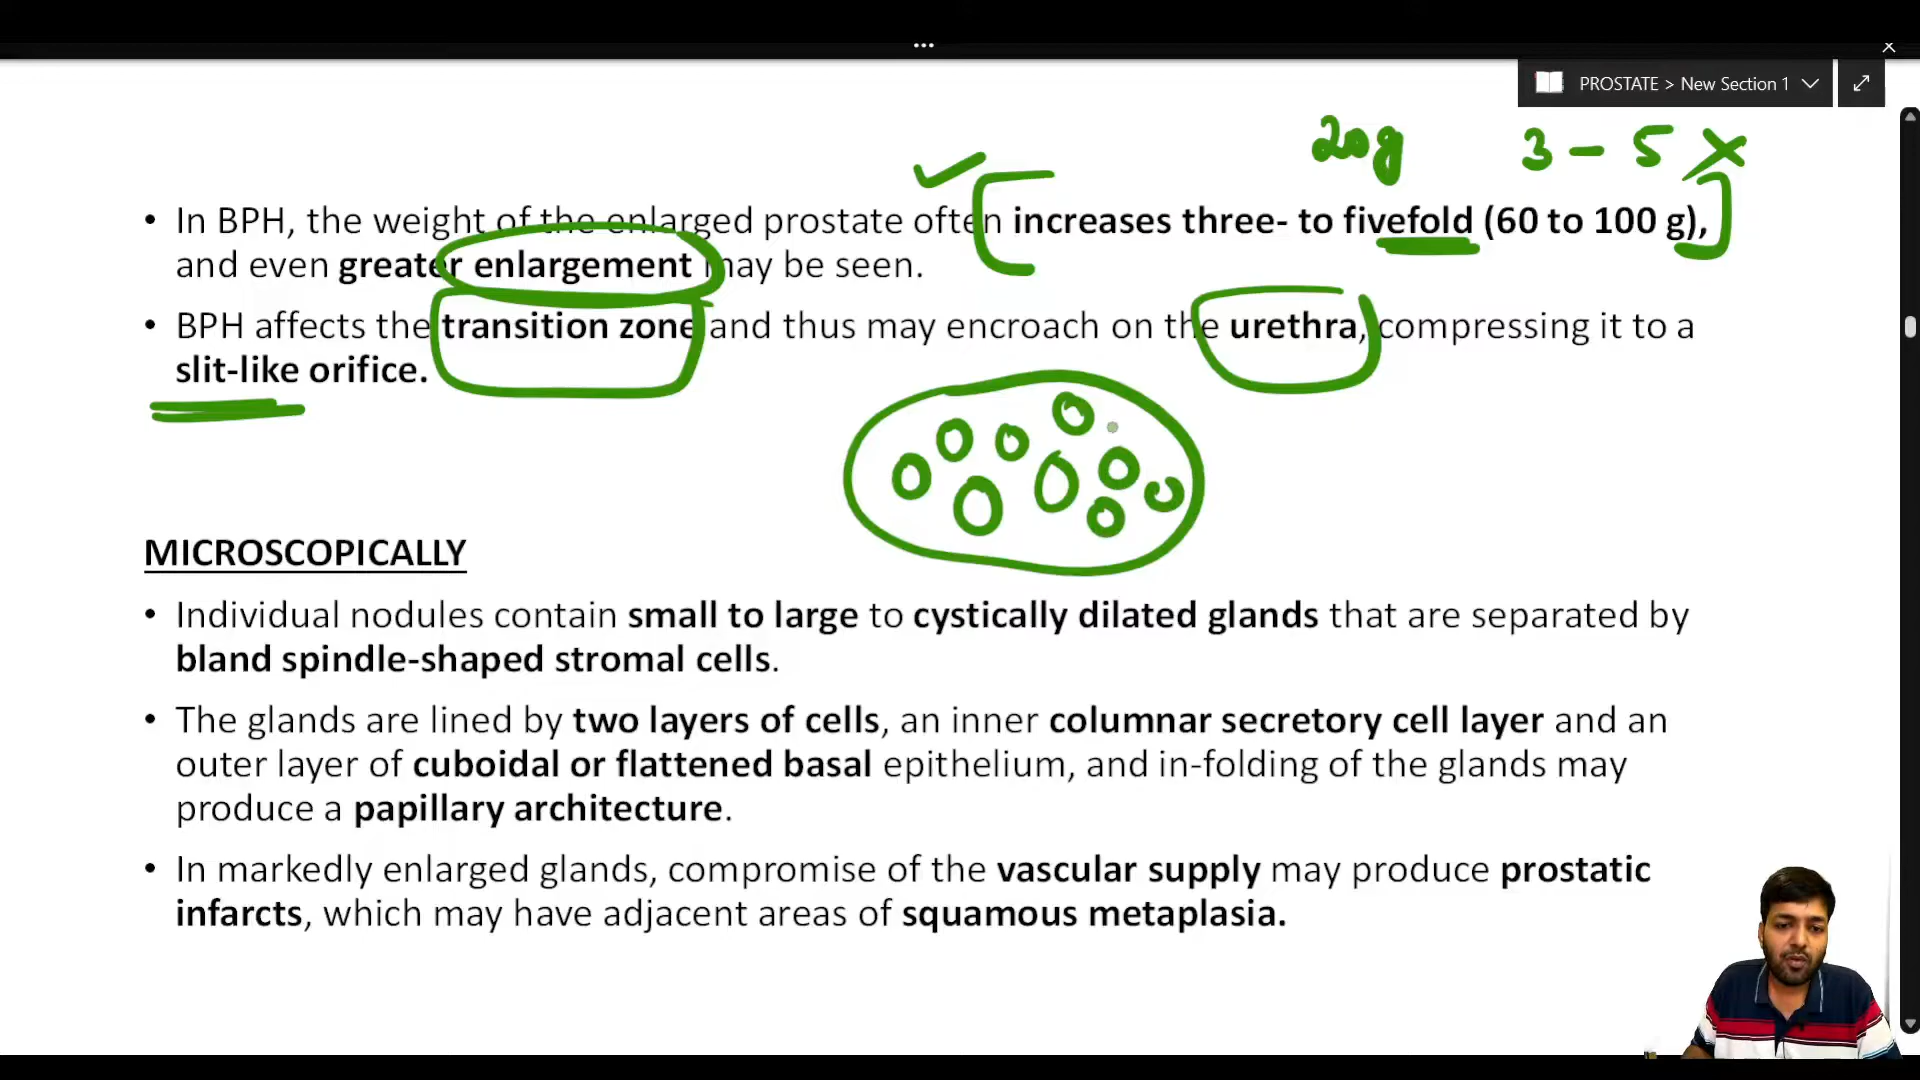 ...
PROSTATE > New Section 1
20g 3 - 5 X
• In BPH, the weight of the enlarged prostate often increases three- to fivefold (60 to 100 g),
and even greater enlargement may be seen.
• BPH affects the transition zone and thus may encroach on the urethra, compressing it to a
slit-like orifice.
MICROSCOPICALLY
• Individual nodules contain small to large to cystically dilated glands that are separated by
bland spindle-shaped stromal cells.
• The glands are lined by two layers of cells, an inner columnar secretory cell layer and an
outer layer of cuboidal or flattened basal epithelium, and in-folding of the glands may
produce a papillary architecture.
• In markedly enlarged glands, compromise of the vascular supply may produce prostatic
infarcts, which may have adjacent areas of squamous metaplasia.